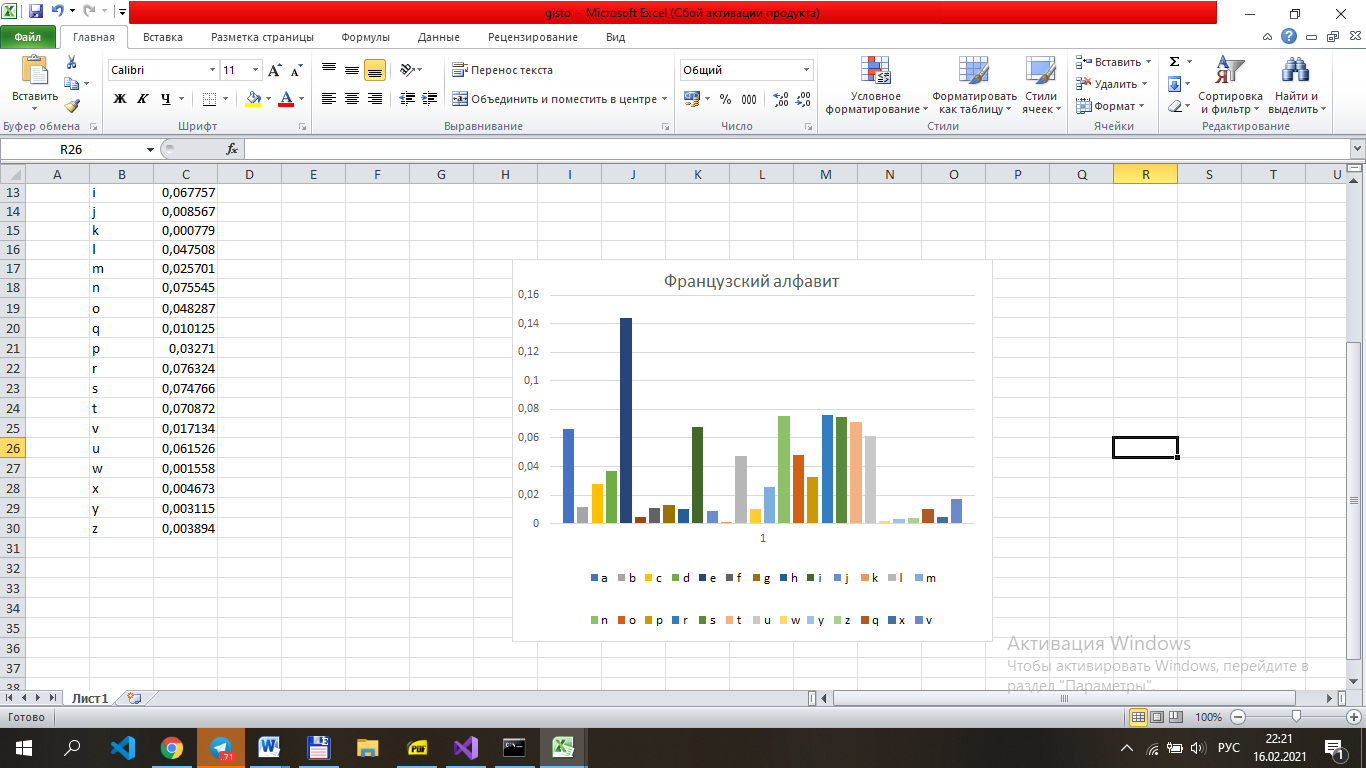 gisto - Microsoft Excel (Сбой активации продукта)
Файл Главная Вставка Разметка страницы Формулы Данные Рецензирование Вид
Calibri 11 Перенос текста Общий Вставить
Вставить Ж К Ч Объединить и поместить в центре % 000 Условное форматирование Форматировать как таблицу Стили ячеек Удалить Формат Сортировка и фильтр Найти и выделить
Буфер обмена Шрифт Выравнивание Число Стили Ячейки Редактирование
R26 fx
A B C D E F G H I J K L M N O P Q R S T U
13 i 0,067757
14 j 0,008567
15 k 0,000779
16 l 0,047508
17 m 0,025701
18 n 0,075545
19 o 0,048287
20 q 0,010125
21 p 0,03271
22 r 0,076324
23 s 0,074766
24 t 0,070872
25 v 0,017134
26 u 0,061526
27 w 0,001558
28 x 0,004673
29 y 0,003115
30 z 0,003894
31
32
33
34
35
36
37
38
Французский алфавит
0,16
0,14
0,12
0,1
0,08
0,06
0,04
0,02
0
1
a b c d e f g h i j k l m
n o p r s t u w y z q x v
Активация Windows
Чтобы активировать Windows, перейдите в
раздел "Параметры".
Лист1
Готово 100%
71 W PDF РУС 22:21
16.02.2021 1